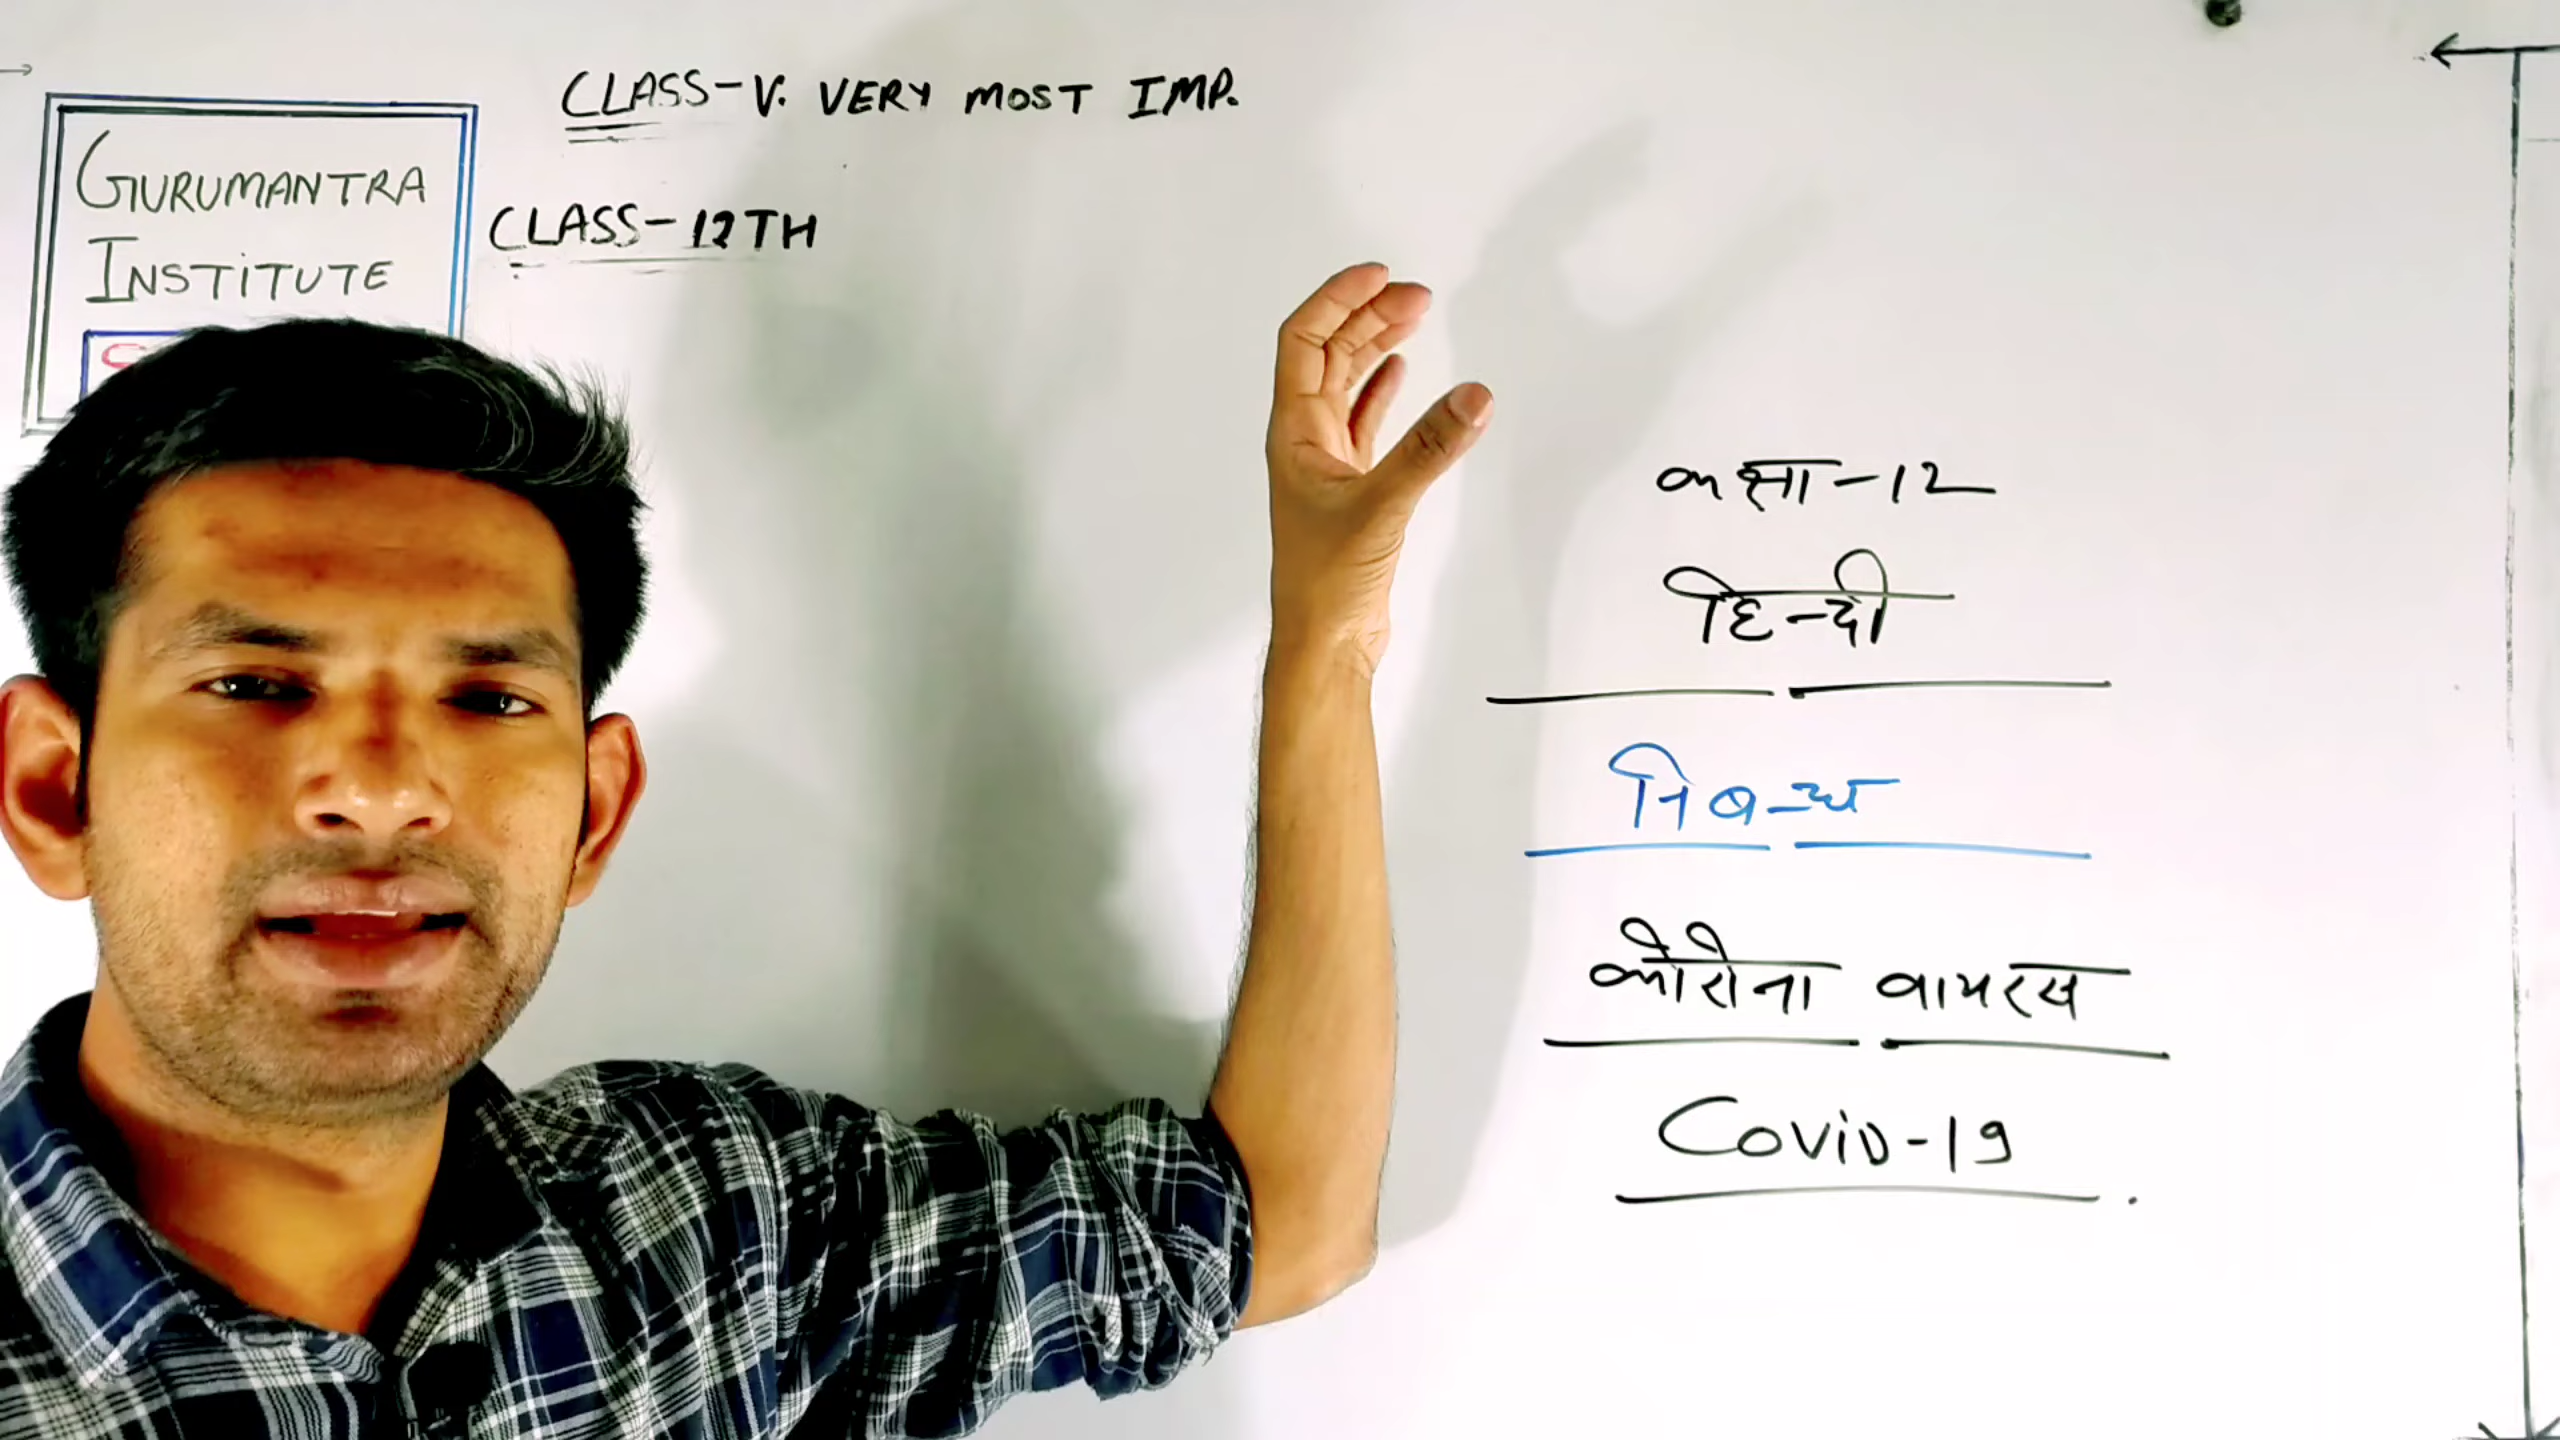 CLASS-V. VERY MOST IMP.
GURUMANTRA
INSTITUTE
CLASS-12TH
कक्षा-12
हिन्दी
निबन्ध
कोरोना वायरस
COVID-19